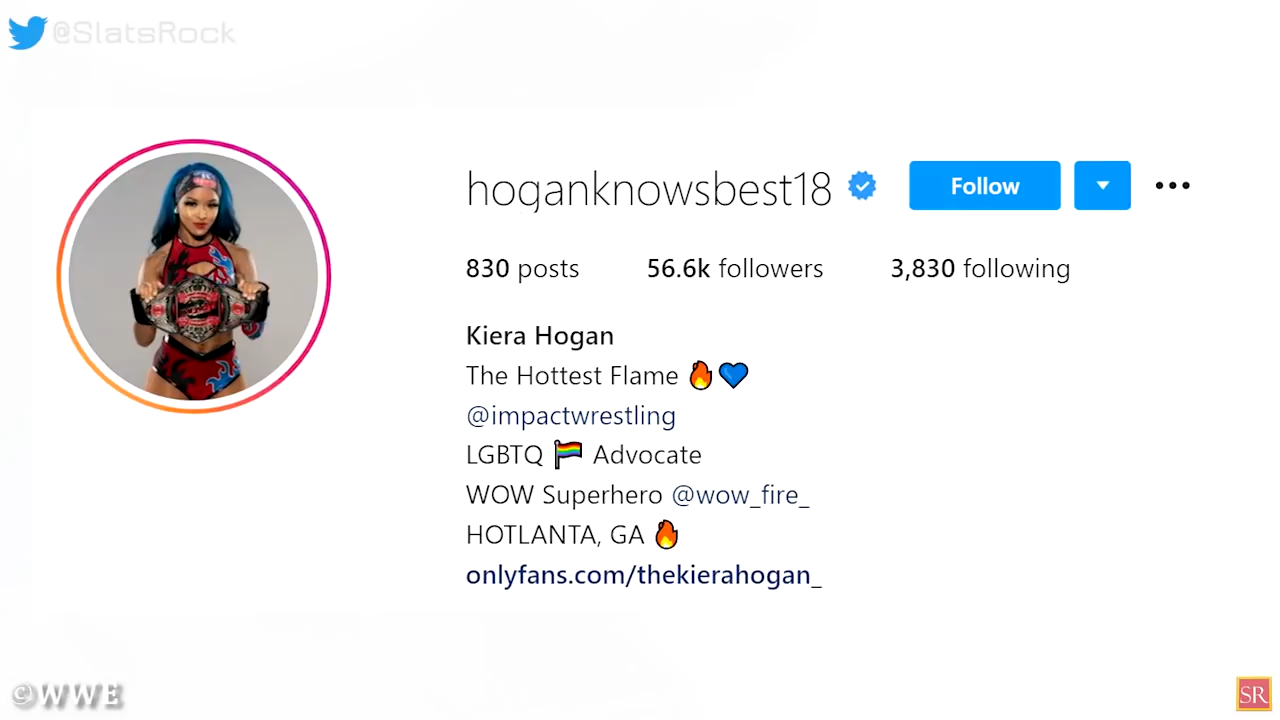 @SlatsRock
hoganknowsbest18
Follow
830 posts 56.6k followers 3,830 following
Kiera Hogan
The Hottest Flame 🔥💙
@impactwrestling
LGBTQ 🏳️‍🌈 Advocate
WOW Superhero @wow_fire_
HOTLANTA, GA 🔥
onlyfans.com/thekierahogan_
©WWE
SR